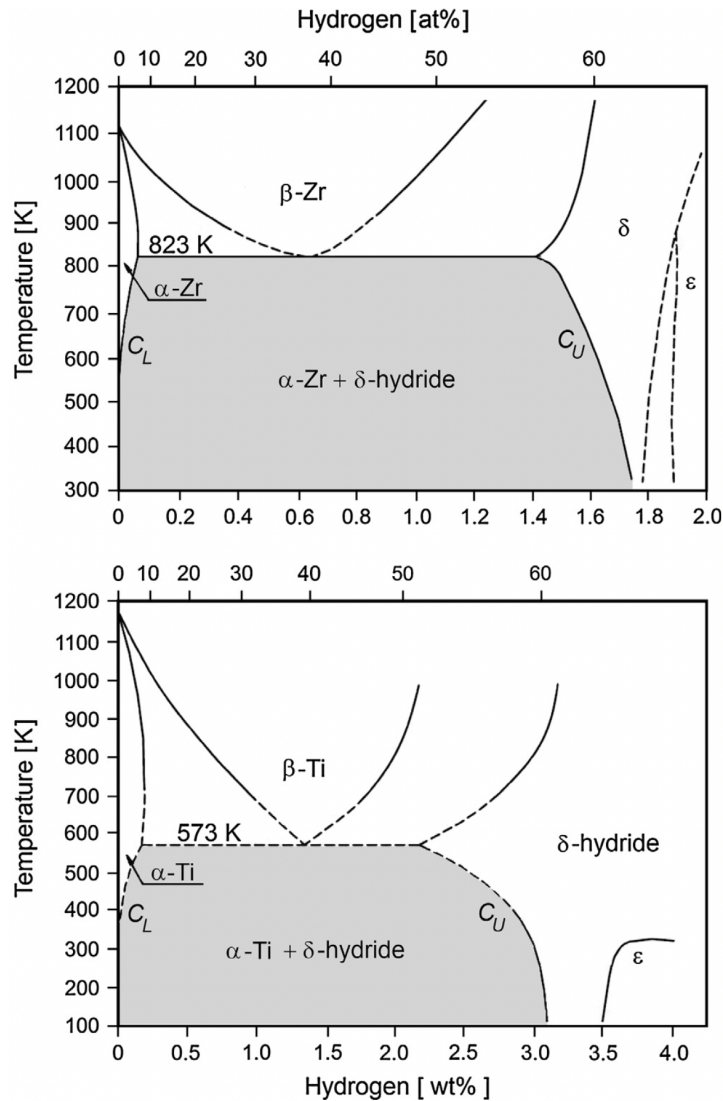 Hydrogen [at%]
0 10 20 30 40 50 60
1200
1100
1000
900
800
700
600
500
400
300
Temperature [K]
β-Zr
823 K
α-Zr
δ
ε
C_L
C_U
α-Zr + δ-hydride
0 0.2 0.4 0.6 0.8 1.0 1.2 1.4 1.6 1.8 2.0
0 10 20 30 40 50 60
1200
1100
1000
900
800
700
600
500
400
300
200
100
Temperature [K]
β-Ti
573 K
α-Ti
δ-hydride
C_L
C_U
α-Ti + δ-hydride
ε
0 0.5 1.0 1.5 2.0 2.5 3.0 3.5 4.0
Hydrogen [ wt% ]